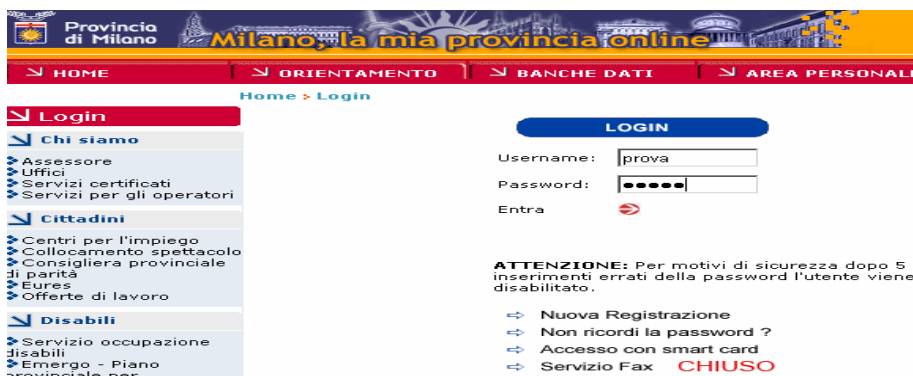 Provincia
di Milano
Milano, la mia provincia online
HOME
ORIENTAMENTO
BANCHE DATI
AREA PERSONALE
Home > Login
Login
Chi siamo
Assessore
Uffici
Servizi certificati
Servizi per gli operatori
Cittadini
Centri per l'impiego
Collocamento spettacolo
Consigliera provinciale
di parità
Eures
Offerte di lavoro
Disabili
Servizio occupazione
disabili
Emergo - Piano
provinciale per
LOGIN
Username: prova
Password: ●●●●●
Entra
ATTENZIONE: Per motivi di sicurezza dopo 5
inserimenti errati della password l'utente viene
disabilitato.
Nuova Registrazione
Non ricordi la password ?
Accesso con smart card
Servizio Fax CHIUSO